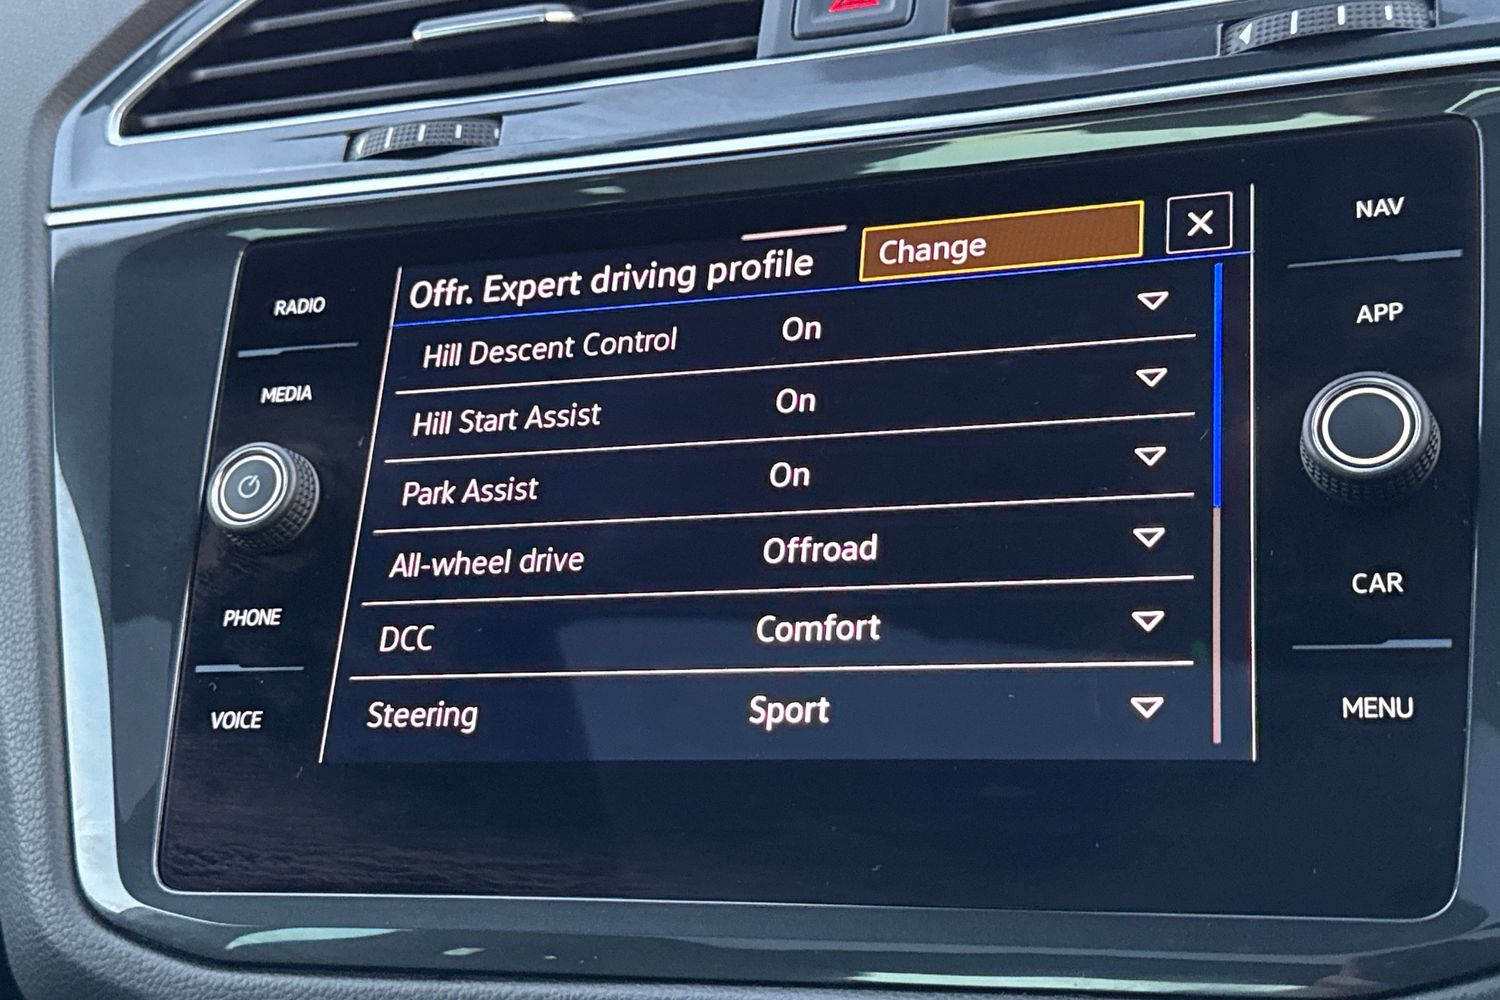 RADIO
MEDIA
PHONE
VOICE
Offr. Expert driving profile
Change
Hill Descent Control On
Hill Start Assist On
Park Assist On
All-wheel drive Offroad
DCC Comfort
Steering Sport
NAV
APP
CAR
MENU